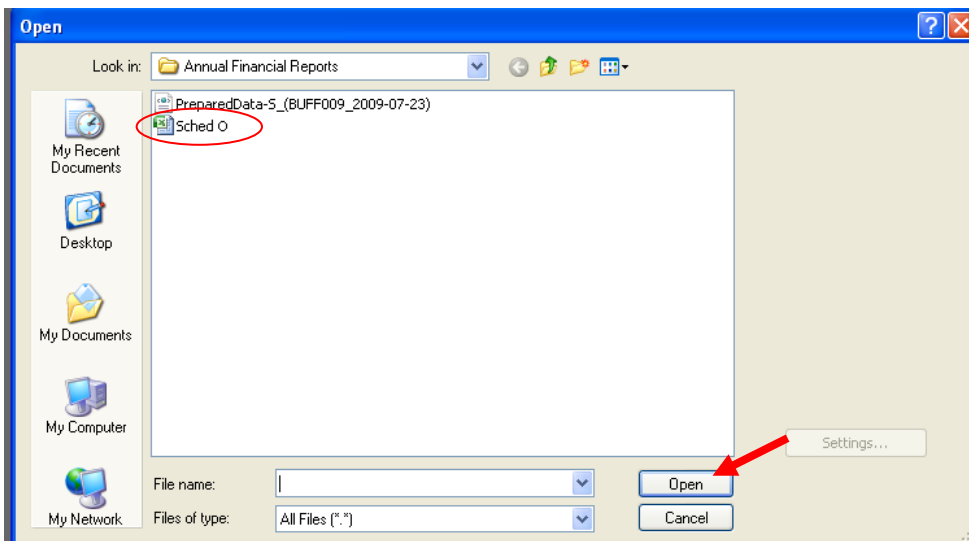 Open
Look in: Annual Financial Reports
PreparedData-S_(BUFF009_2009-07-23)
Sched O
My Recent
Documents
Desktop
My Documents
My Computer
My Network
Settings...
File name: Open
Files of type: All Files (*.*) Cancel